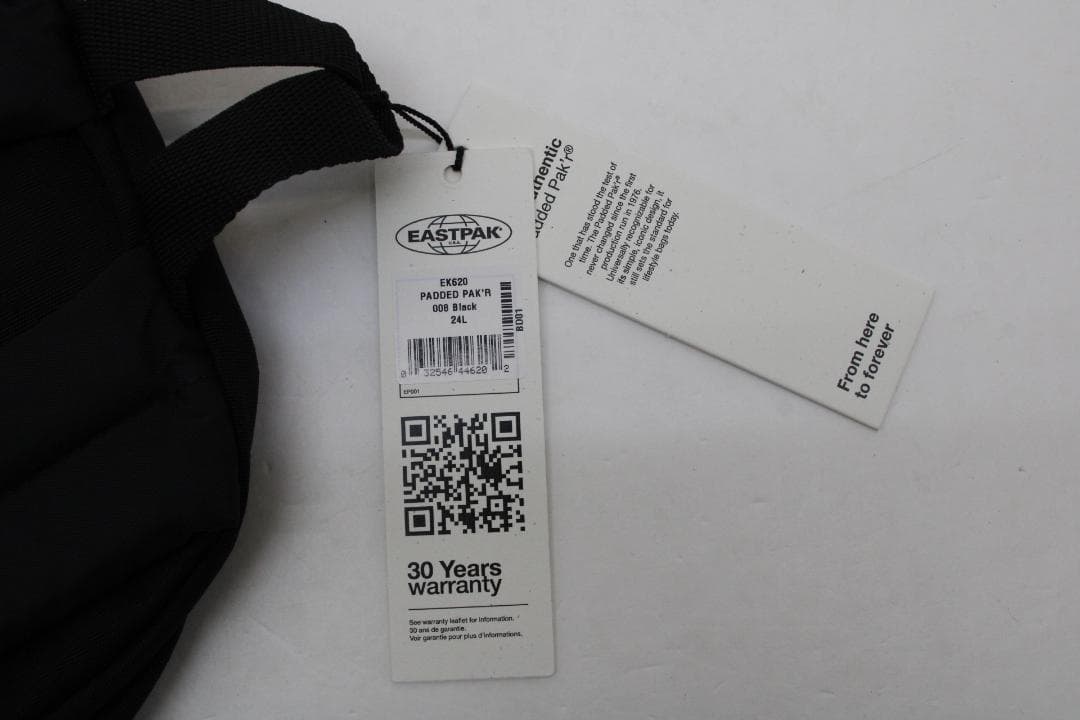 EASTPAK®
U.S.A.
EK620
PADDED PAK'R
008 Black
24L
BD01
0 32546 44620 2
EP001
30 Years
warranty
See warranty leaflet for information.
30 ans de garantie.
Voir garantie pour plus d'informations.
thentic
added Pak'r®
One that has stood the test of
time. The Padded Pak'r®
never changed since the first
production run in 1976.
Universally recognizable for
its simple, iconic design, it
still sets the standard for
lifestyle bags today.
From here
to forever